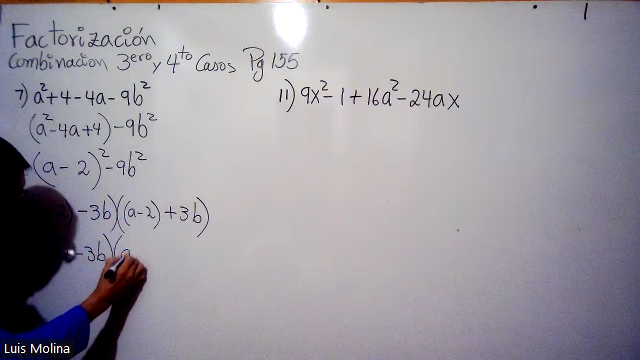 Factorización
Combinacion 3ero y 4to Casos Pg 155
7) a²+4-4a-9b²
(a²-4a+4)-9b²
(a-2)²-9b²
-3b)((a-2)+3b)
-3b)(a
11) 9x²-1+16a²-24ax
Luis Molina